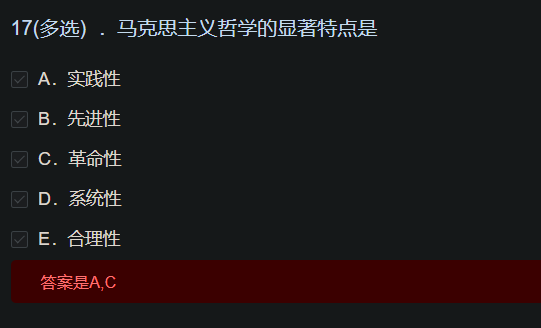 17(多选) ．马克思主义哲学的显著特点是
A．实践性
B．先进性
C．革命性
D．系统性
E．合理性
答案是A,C